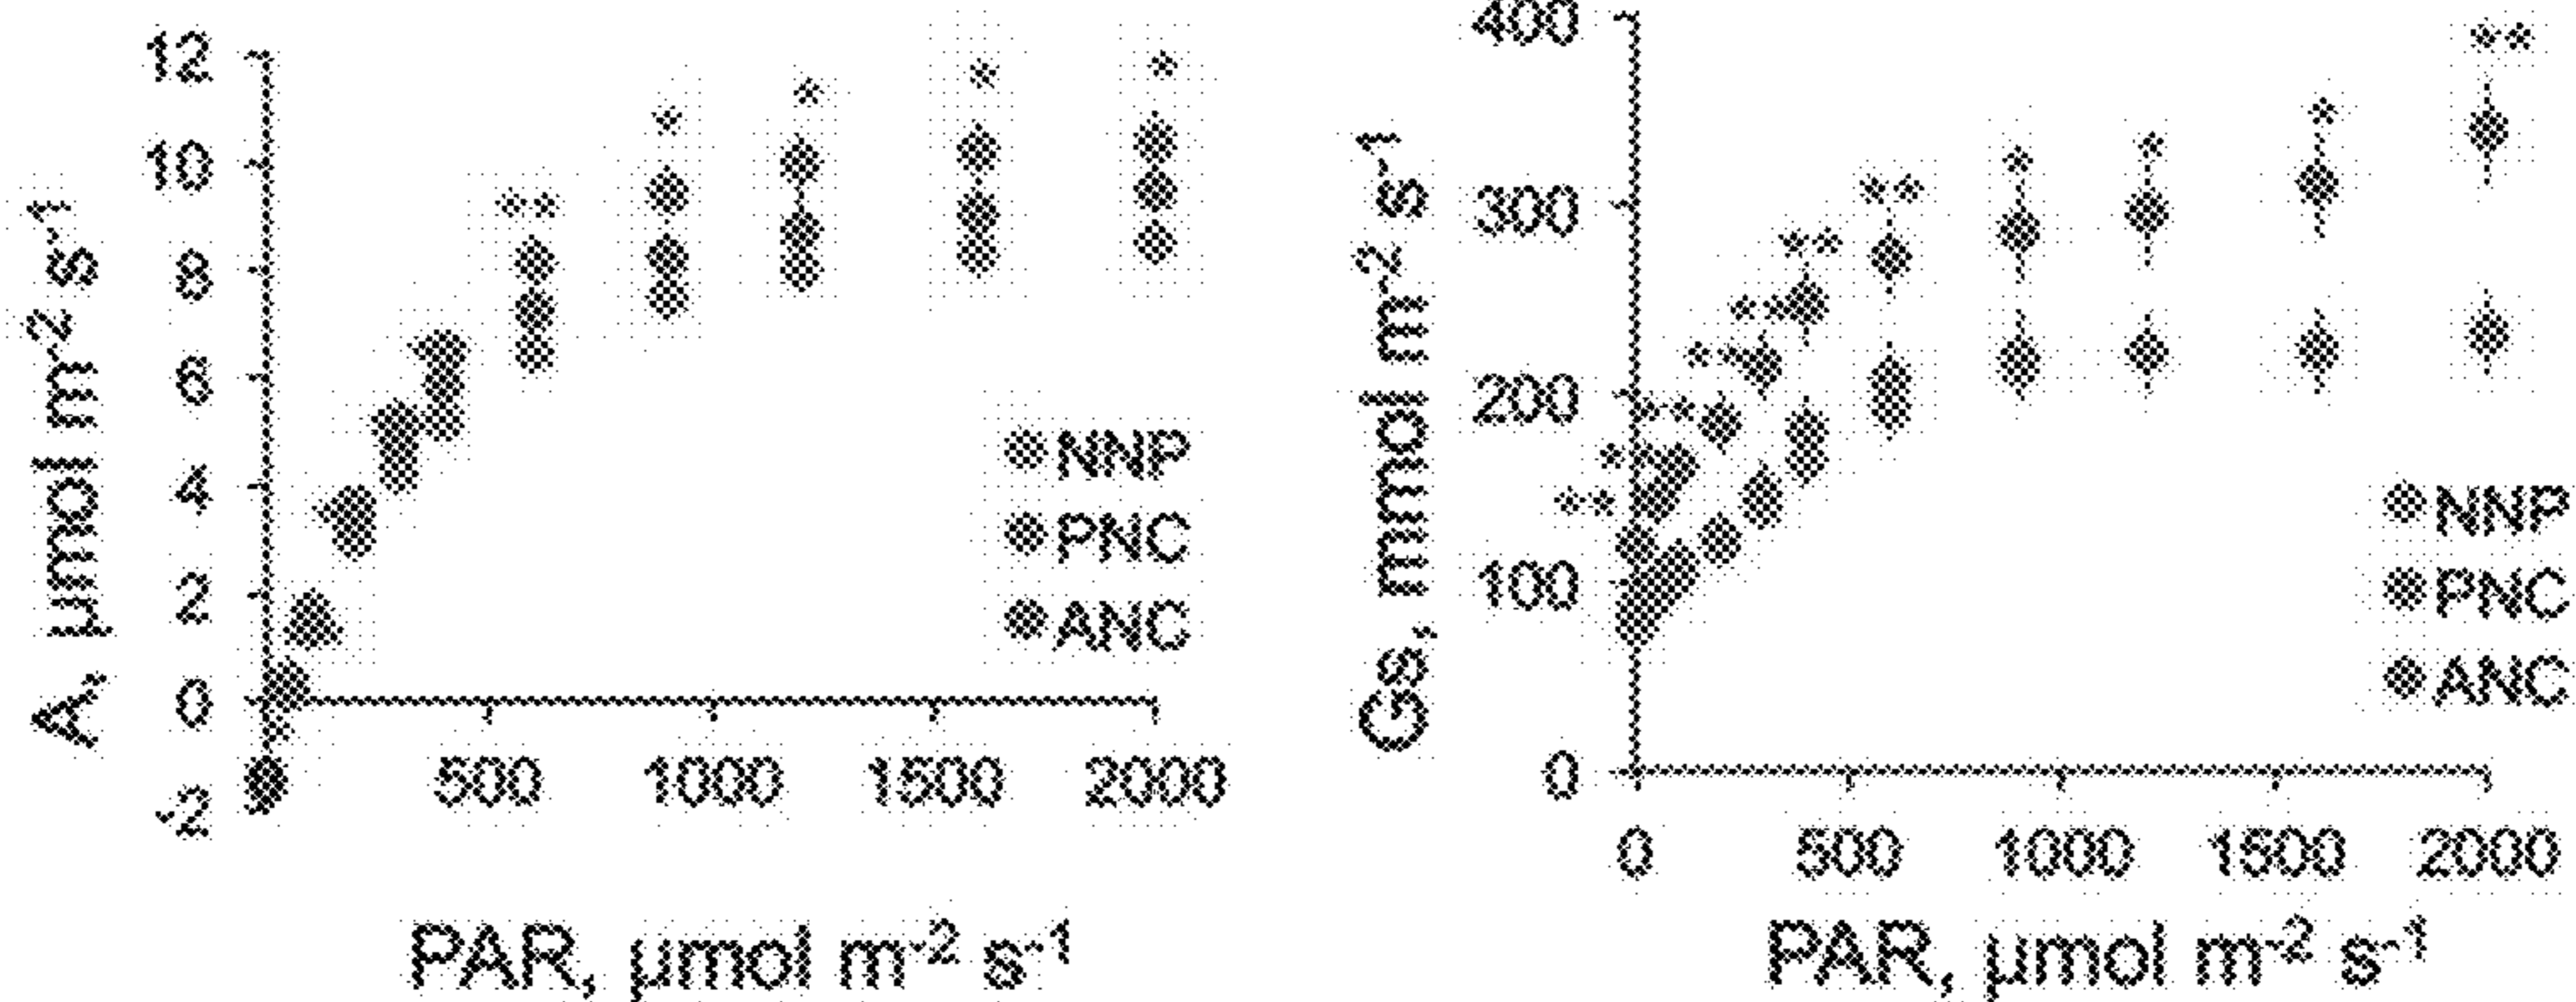 12
10
8
6
4
2
0
-2
A, µmol m-2 s-1
500 1000 1500 2000
PAR, µmol m-2 s-1
* * * * **
NNP
PNC
ANC
400
300
200
100
0
Gs, mmol m-2 s-1
0 500 1000 1500 2000
PAR, µmol m-2 s-1
NNP
PNC
ANC